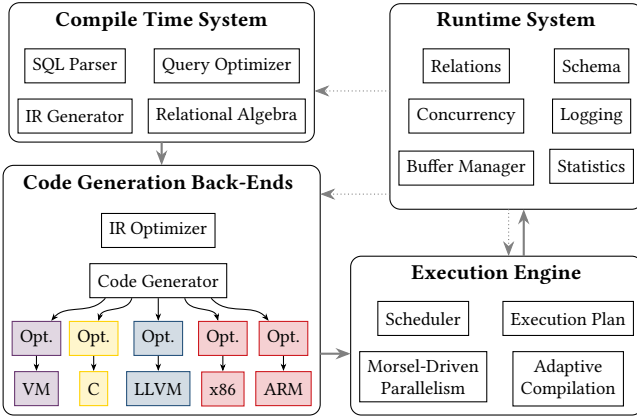 Compile Time System
SQL Parser
Query Optimizer
IR Generator
Relational Algebra
Runtime System
Relations
Schema
Concurrency
Logging
Buffer Manager
Statistics
Code Generation Back-Ends
IR Optimizer
Code Generator
Opt. Opt. Opt. Opt. Opt.
VM C LLVM x86 ARM
Execution Engine
Scheduler
Execution Plan
Morsel-Driven
Parallelism
Adaptive
Compilation